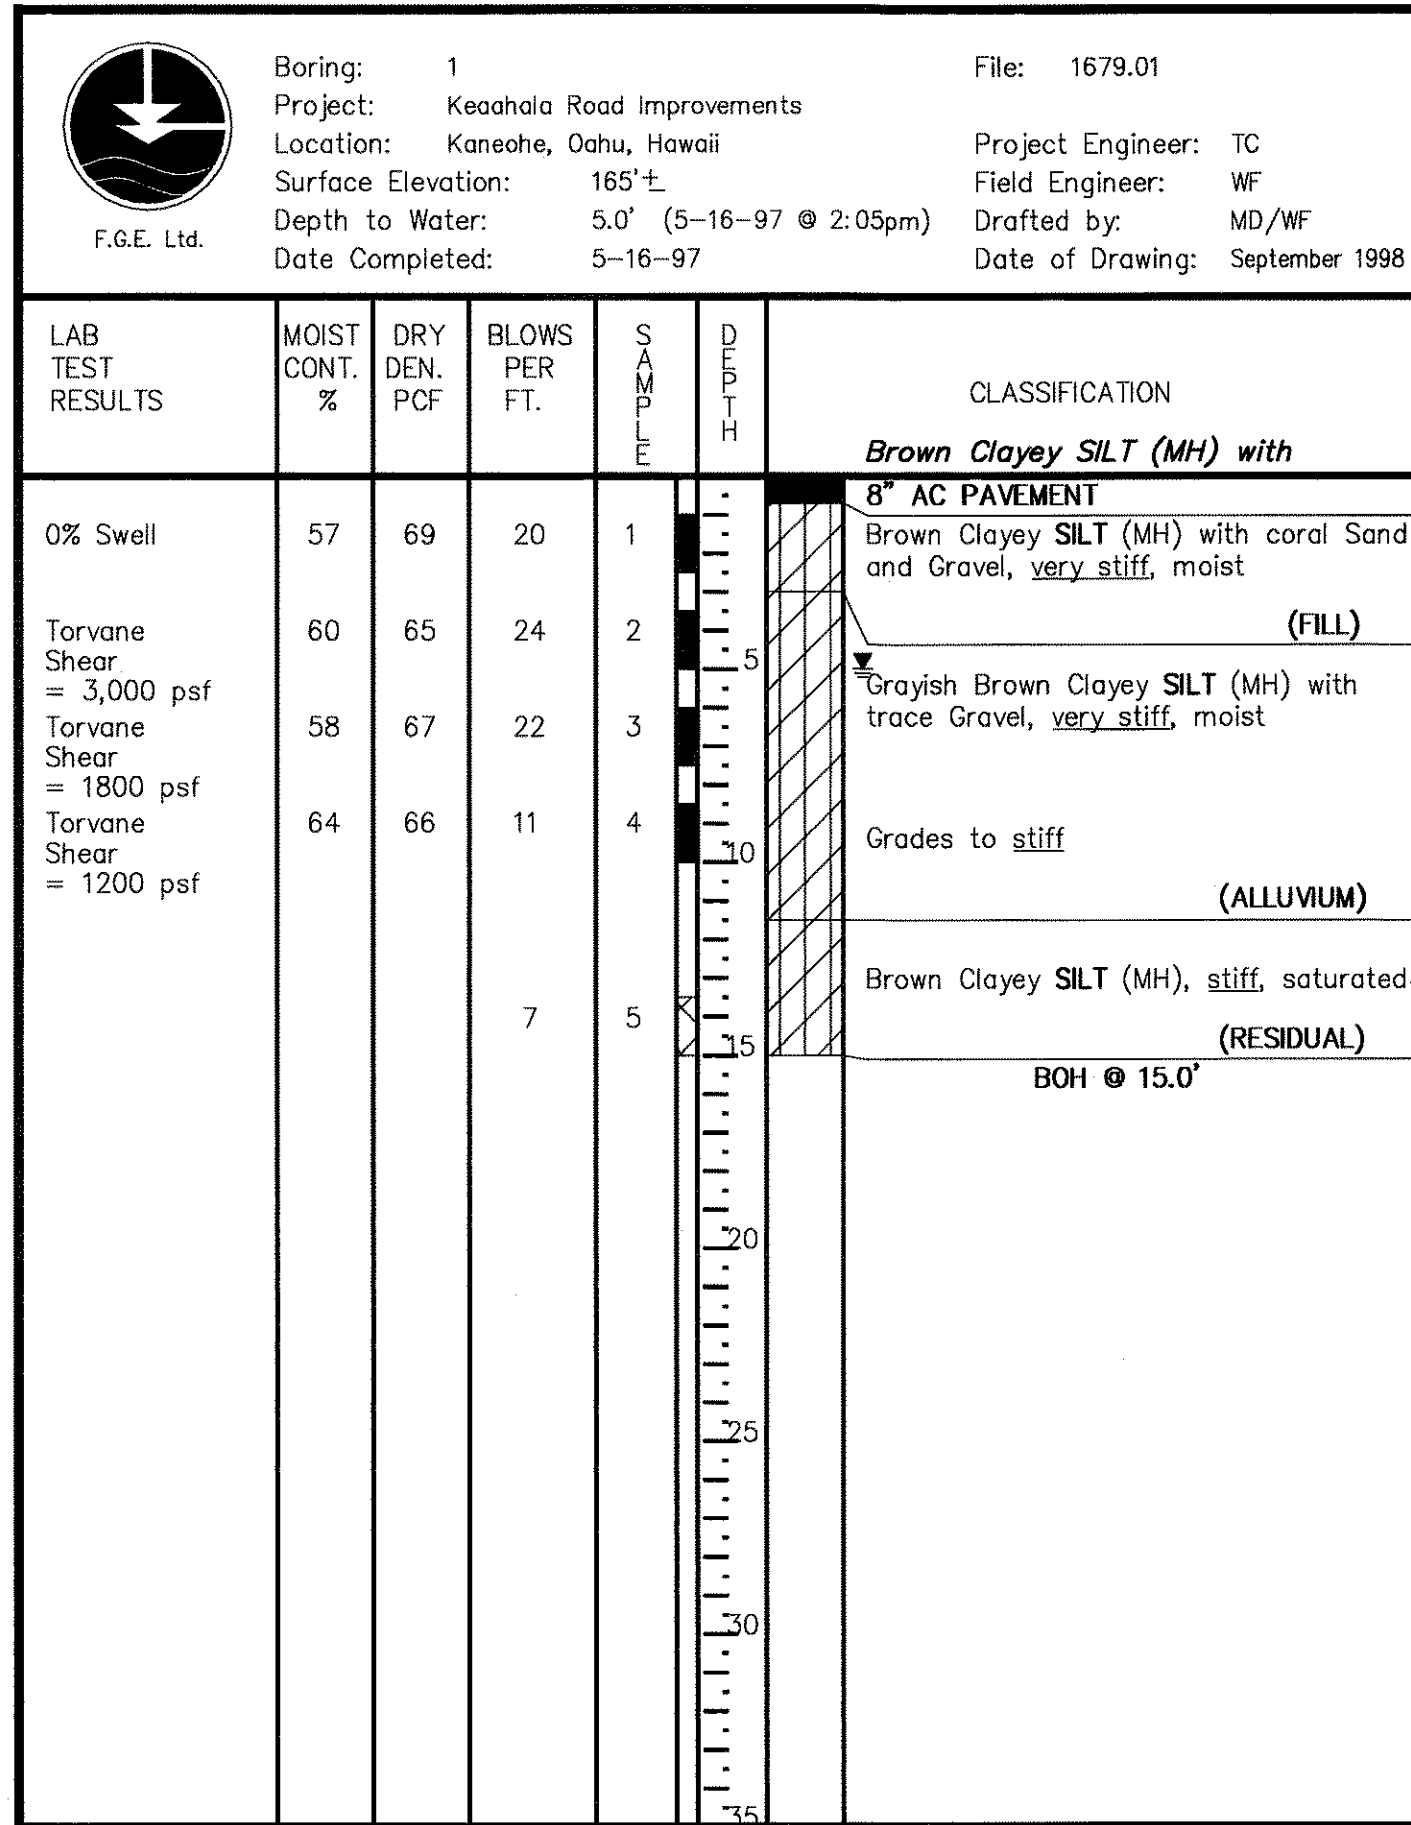 F.G.E. Ltd.
Boring: 1
Project: Keaahala Road Improvements
Location: Kaneohe, Oahu, Hawaii
Surface Elevation: 165'±
Depth to Water: 5.0' (5-16-97 @ 2:05pm)
Date Completed: 5-16-97
File: 1679.01
Project Engineer: TC
Field Engineer: WF
Drafted by: MD/WF
Date of Drawing: September 1998
LAB
TEST
RESULTS
MOIST
CONT.
%
DRY
DEN.
PCF
BLOWS
PER
FT.
SAMPLE
DEPTH
CLASSIFICATION
Brown Clayey SILT (MH) with
8" AC PAVEMENT
0% Swell 57 69 20 1
Brown Clayey SILT (MH) with coral Sand
and Gravel, very stiff, moist
(FILL)
Torvane 60 65 24 2
Shear
= 3,000 psf
5
Grayish Brown Clayey SILT (MH) with
trace Gravel, very stiff, moist
Torvane 58 67 22 3
Shear
= 1800 psf
Torvane 64 66 11 4
Shear
= 1200 psf
10
Grades to stiff
(ALLUVIUM)
Brown Clayey SILT (MH), stiff, saturated.
7 5
15
(RESIDUAL)
BOH @ 15.0'
20
25
30
35